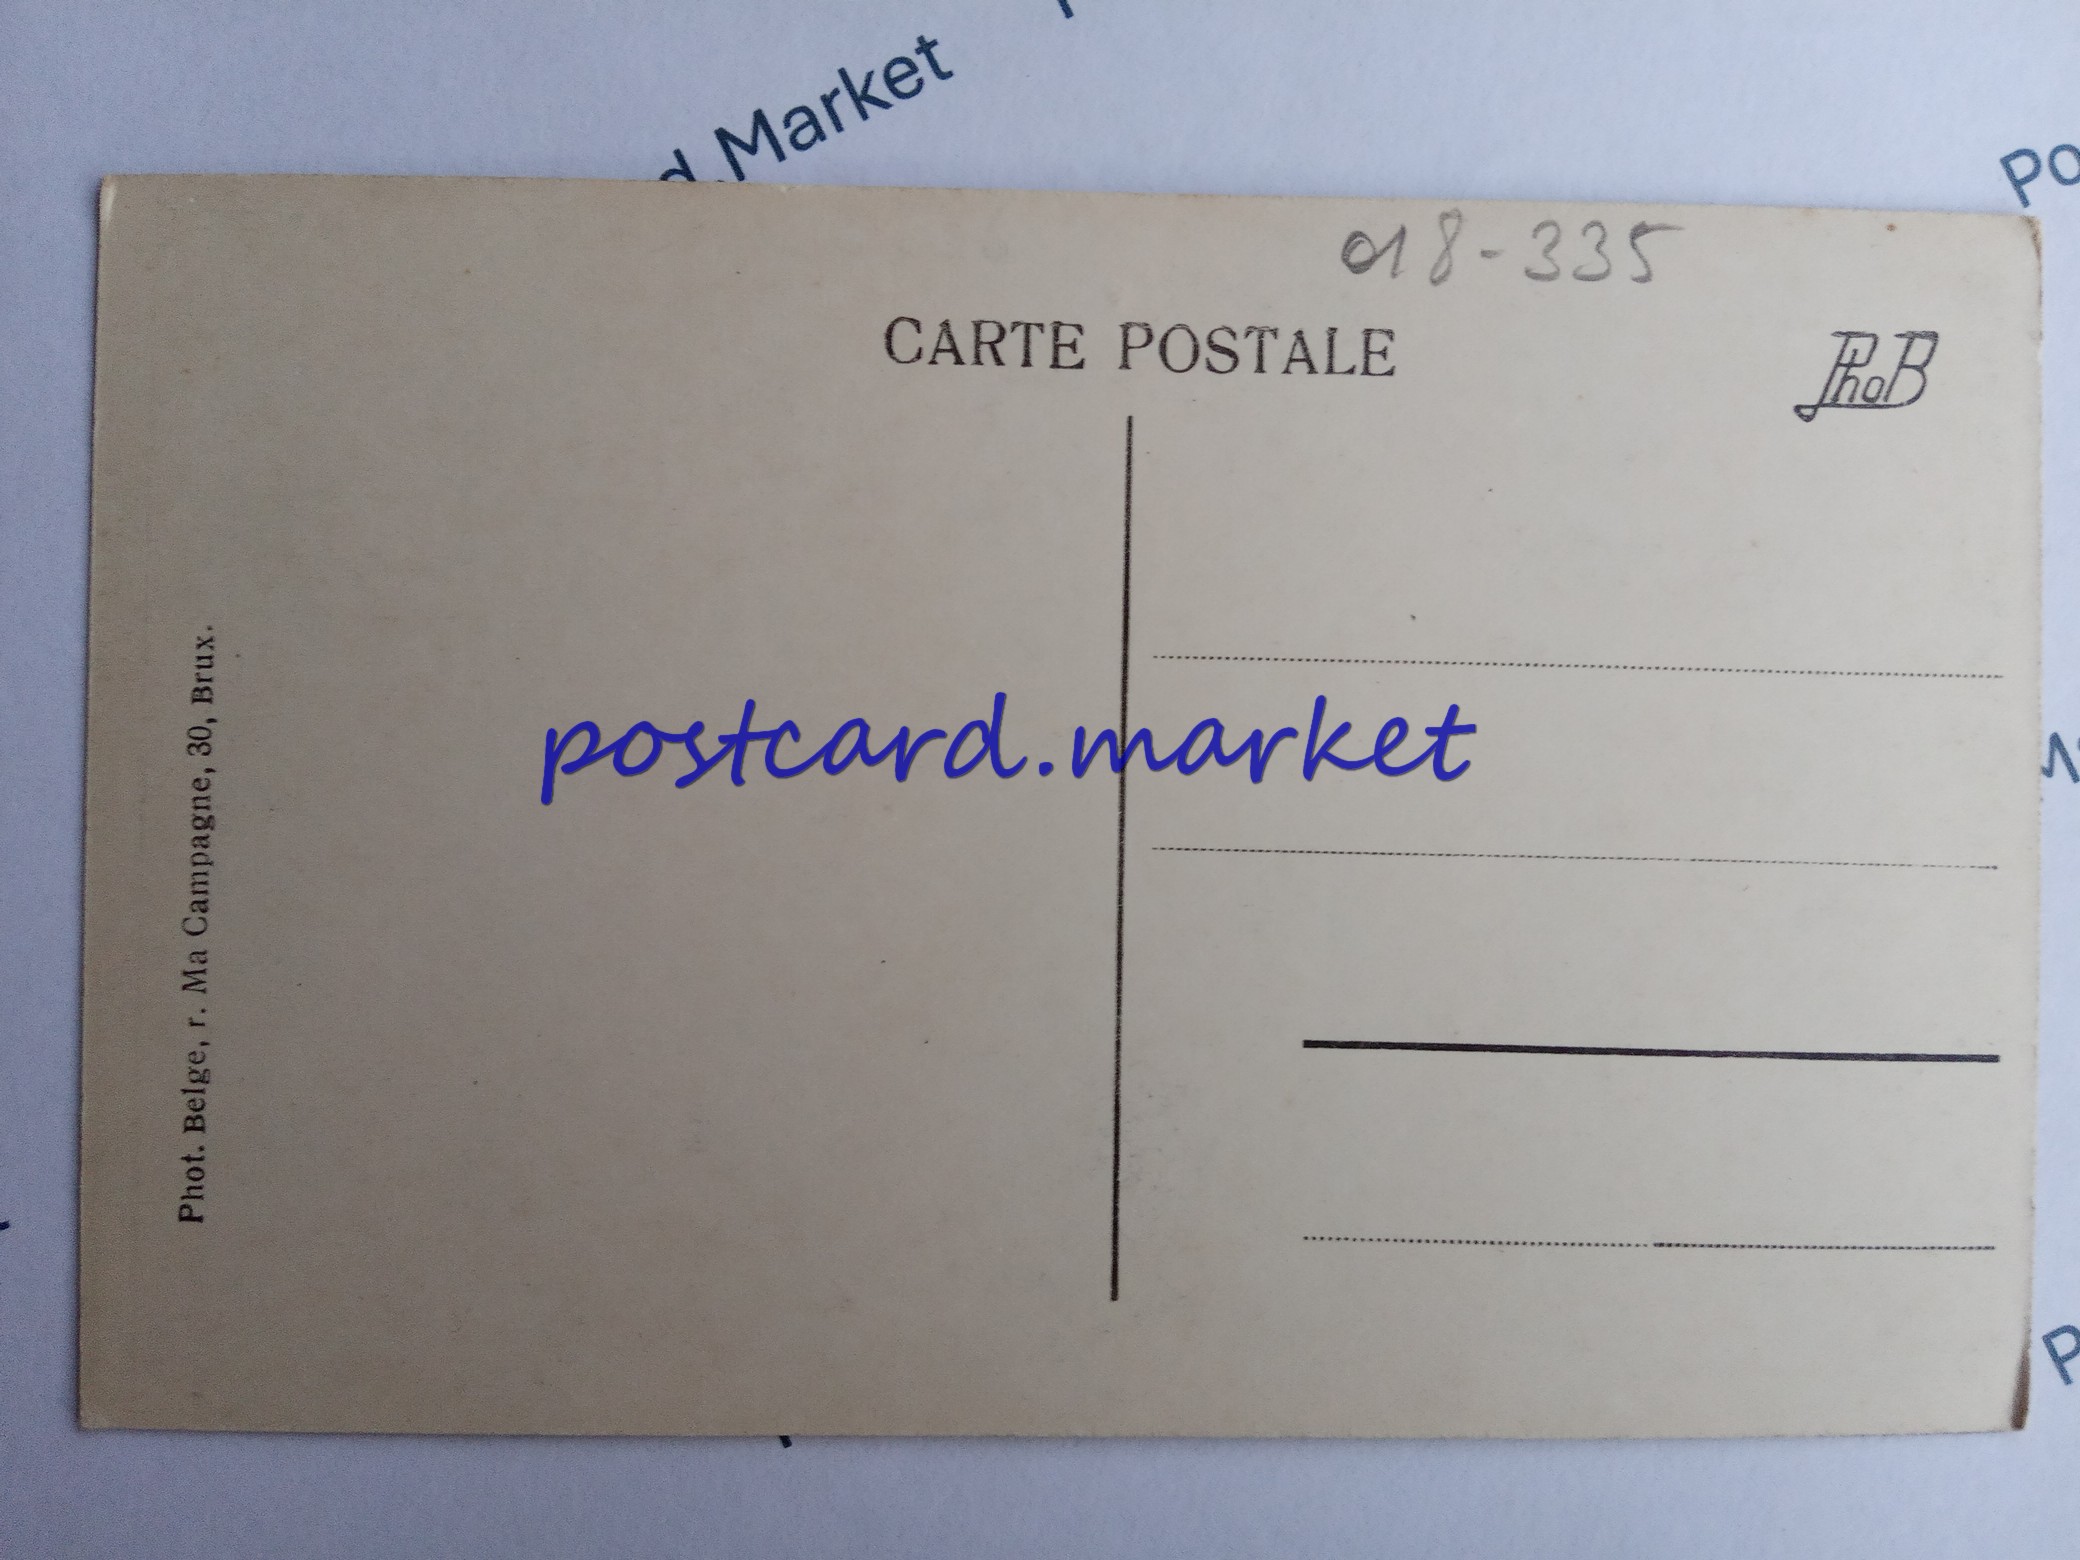 d.Market
Po
018-335
CARTE POSTALE
PhoB
Phot. Belge, r. Ma Campagne, 30, Brux.
postcard.market
M
P